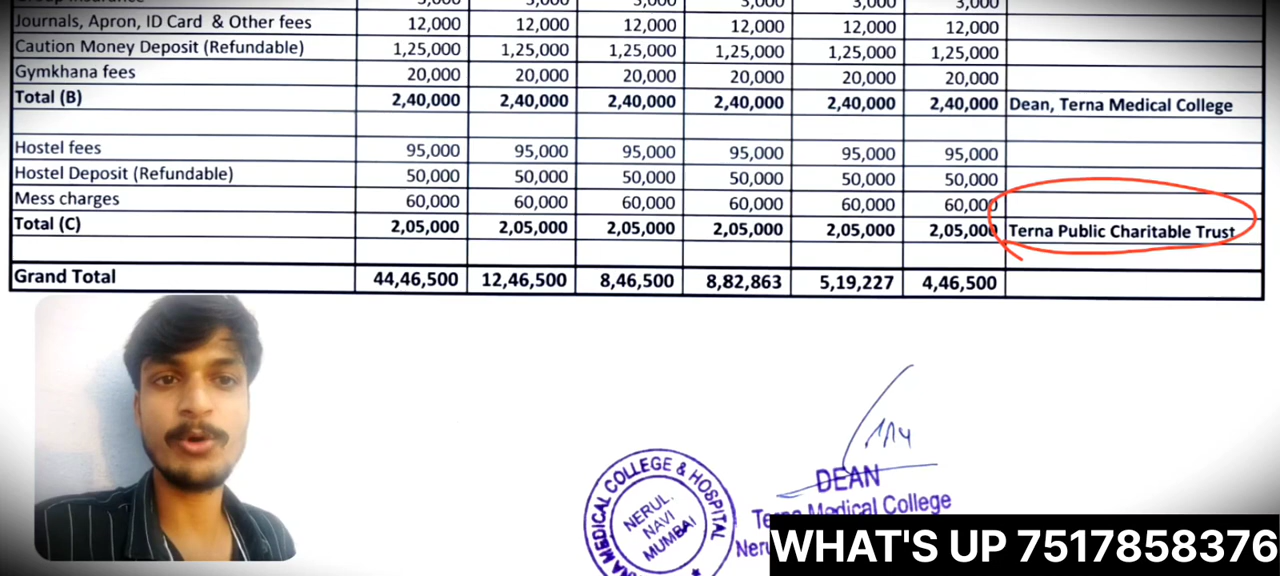 Journals, Apron, ID Card & Other fees 12,000 12,000 12,000 12,000 12,000 12,000
Caution Money Deposit (Refundable) 1,25,000 1,25,000 1,25,000 1,25,000 1,25,000 1,25,000
Gymkhana fees 20,000 20,000 20,000 20,000 20,000 20,000
Total (B) 2,40,000 2,40,000 2,40,000 2,40,000 2,40,000 2,40,000 Dean, Terna Medical College
Hostel fees 95,000 95,000 95,000 95,000 95,000 95,000
Hostel Deposit (Refundable) 50,000 50,000 50,000 50,000 50,000 50,000
Mess charges 60,000 60,000 60,000 60,000 60,000 60,000
Total (C) 2,05,000 2,05,000 2,05,000 2,05,000 2,05,000 2,05,000 Terna Public Charitable Trust
Grand Total 44,46,500 12,46,500 8,46,500 8,82,863 5,19,227 4,46,500
MEDICAL COLLEGE & HOSPITAL
NERUL,
NAVI
MUMBAI
DEAN
Medical College
WHAT'S UP 7517858376